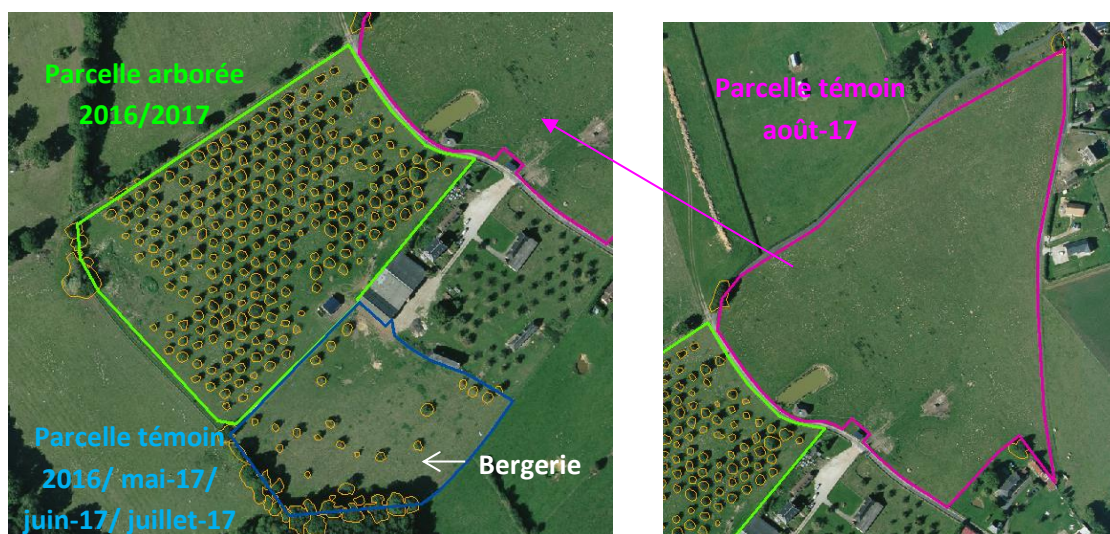 Parcelle arborée
2016/2017
Parcelle témoin
2016/ mai-17/
juin-17/ juillet-17
Bergerie
Parcelle témoin
août-17